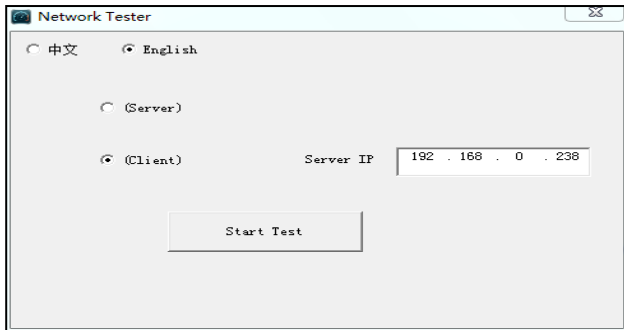 Network Tester
中文 English
(Server)
(Client) Server IP 192 . 168 . 0 . 238
Start Test